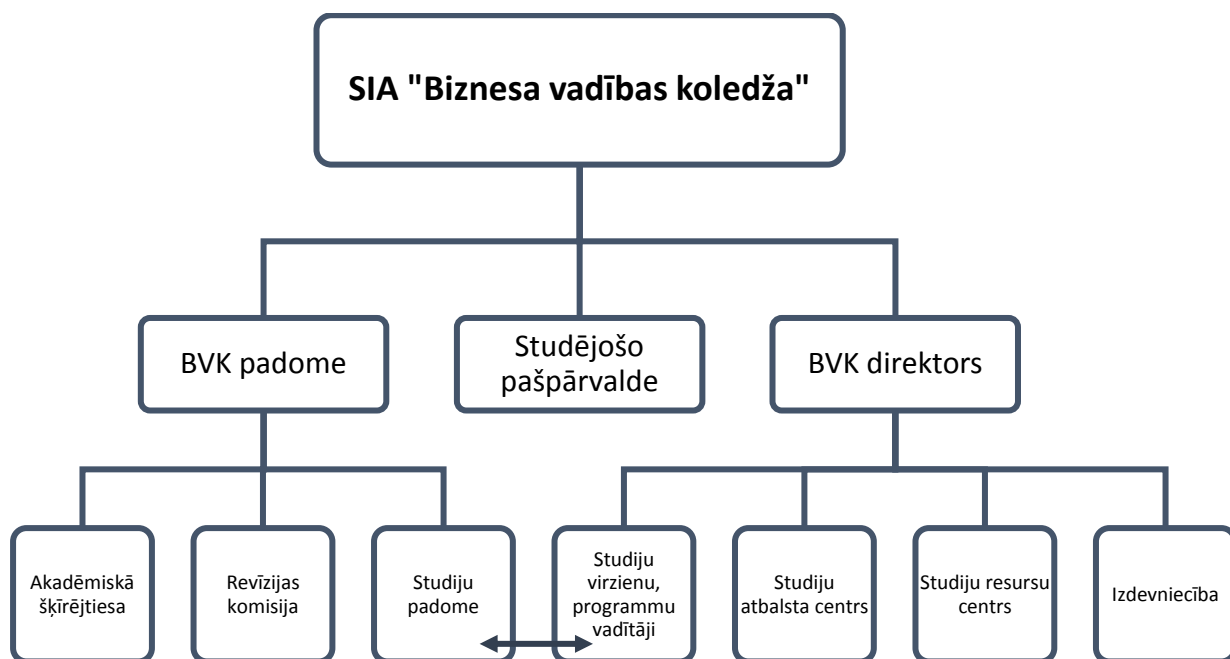 SIA "Biznesa vadības koledža"
BVK padome
Studējošo
pašpārvalde
BVK direktors
Akadēmiskā
šķīrējtiesa
Revīzijas
komisija
Studiju
padome
Studiju
virzienu,
programmu
vadītāji
Studiju
atbalsta centrs
Studiju resursu
centrs
Izdevniecība